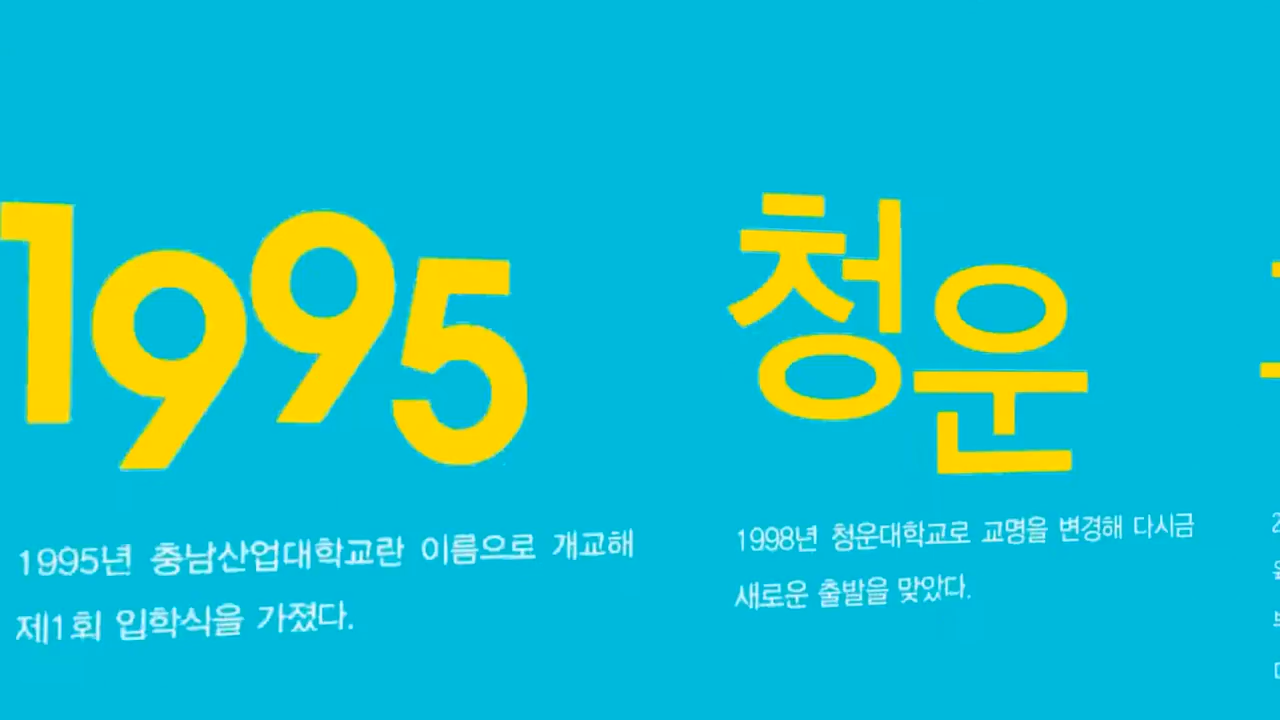 1995
1995년 충남산업대학교란 이름으로 개교해
제1회 입학식을 가졌다.
청운
1998년 청운대학교로 교명을 변경해 다시금
새로운 출발을 맞았다.